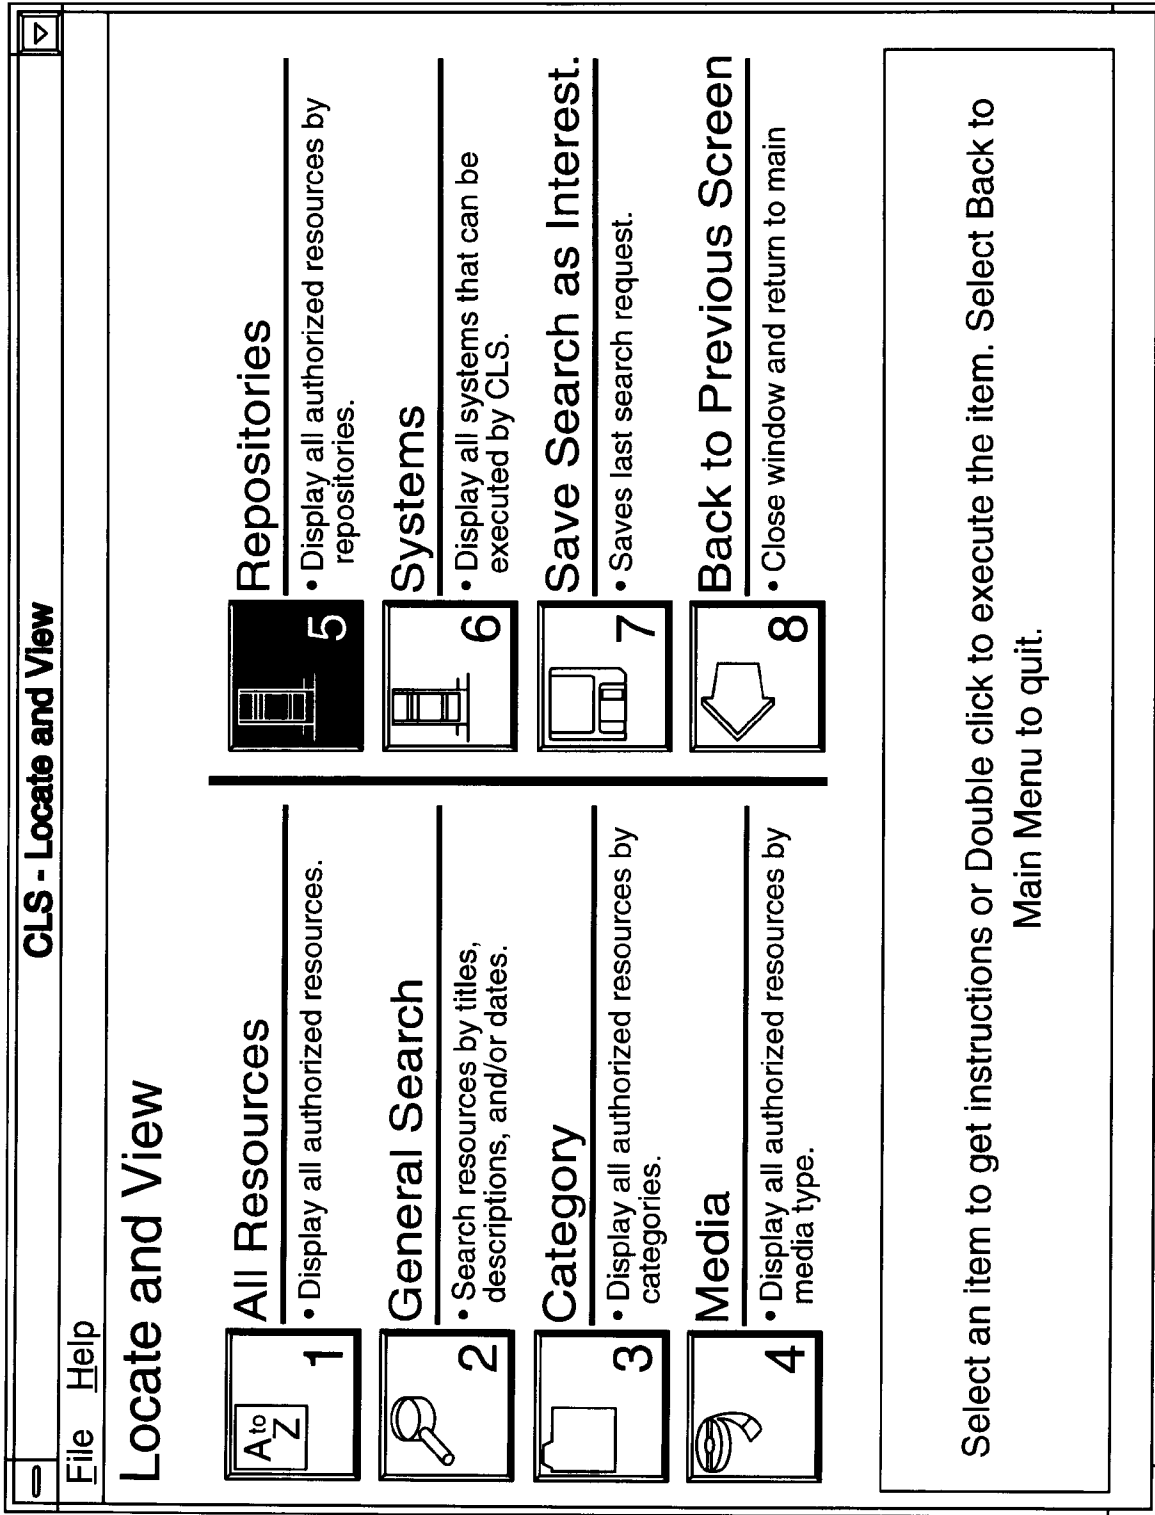 CLS - Locate and View
File Help
Locate and View
A to
Z
1
All Resources
• Display all authorized resources.
2
General Search
• Search resources by titles,
descriptions, and/or dates.
3
Category
• Display all authorized resources by
categories.
4
Media
• Display all authorized resources by
media type.
5
Repositories
• Display all authorized resources by
repositories.
6
Systems
• Display all systems that can be
executed by CLS.
7
Save Search as Interest.
• Saves last search request.
8
Back to Previous Screen
• Close window and return to main
Select an item to get instructions or Double click to execute the item. Select Back to
Main Menu to quit.